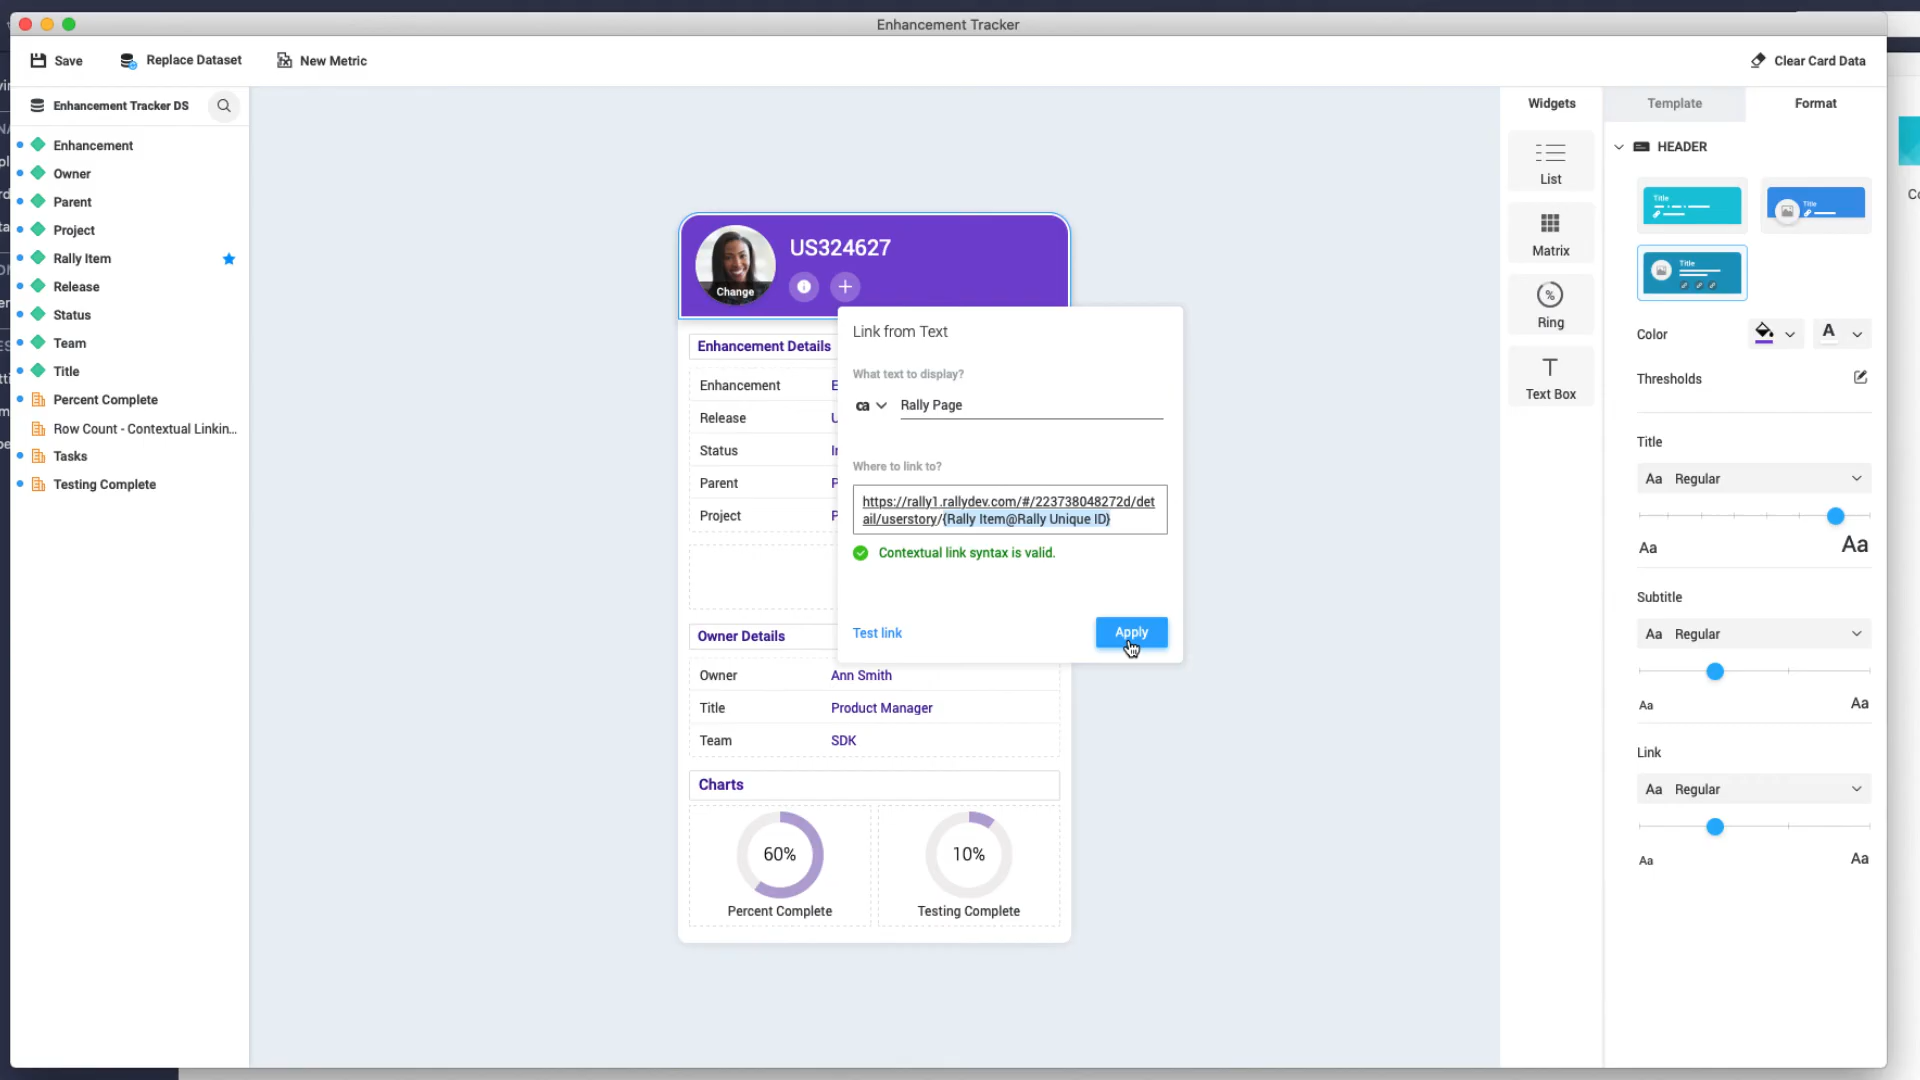 Enhancement Tracker
Save
Replace Dataset
New Metric
Clear Card Data
Enhancement Tracker DS
Enhancement
Owner
Parent
Project
Rally Item
Release
Status
Team
Title
Percent Complete
Row Count - Contextual Linkin...
Tasks
Testing Complete
US324627
Change
Enhancement Details
Enhancement
Release
Status
Parent
Project
Owner Details
Owner Ann Smith
Title Product Manager
Team SDK
Charts
60%
10%
Percent Complete
Testing Complete
Link from Text
What text to display?
ca Rally Page
Where to link to?
https://rally1.rallydev.com/#/223738048272d/det
ail/userstory/{Rally Item@Rally Unique ID}
Contextual link syntax is valid.
Test link
Apply
Widgets
List
Matrix
%
Ring
T
Text Box
Template
Format
HEADER
Title
Title
Title
Color
A
Thresholds
Title
Aa Regular
Aa Aa
Subtitle
Aa Regular
Aa Aa
Link
Aa Regular
Aa Aa